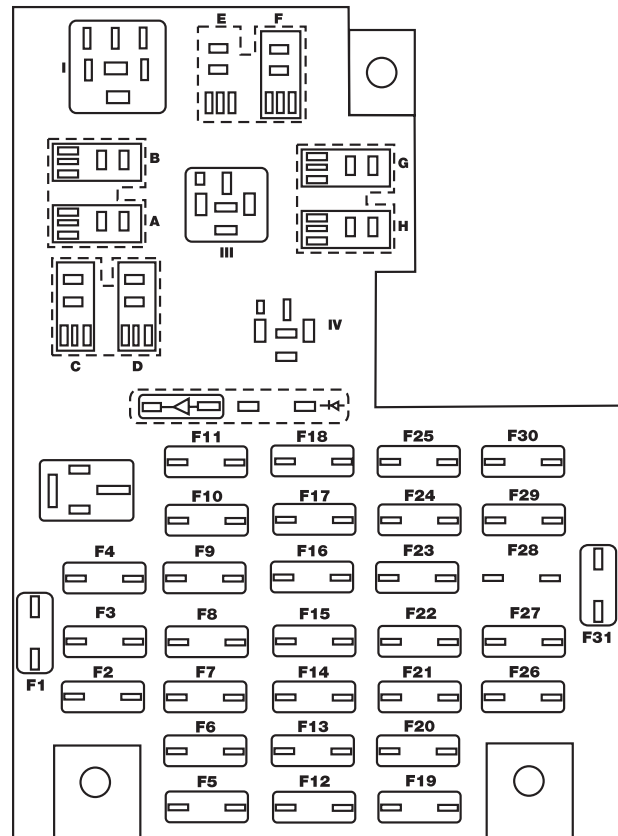 E F
I
B
G
A
H
III
IV
C D
F11 F18 F25 F30
F10 F17 F24 F29
F4 F9 F16 F23 F28
F3 F8 F15 F22 F27 F31
F1 F2 F7 F14 F21 F26
F6 F13 F20
F5 F12 F19